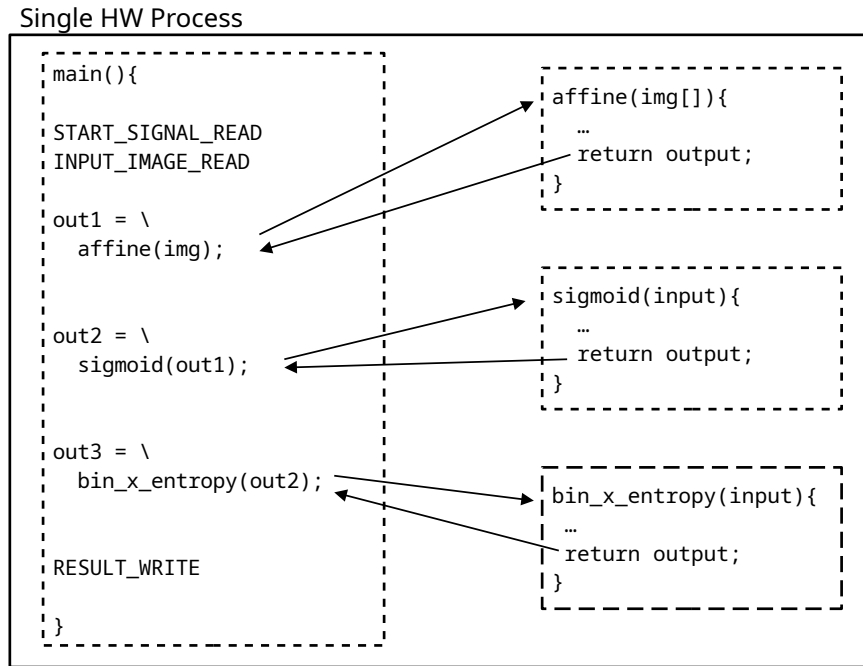 Single HW Process
main(){
START_SIGNAL_READ
INPUT_IMAGE_READ
out1 = \
affine(img);
out2 = \
sigmoid(out1);
out3 = \
bin_x_entropy(out2);
RESULT_WRITE
}
affine(img[]){
…
return output;
}
sigmoid(input){
…
return output;
}
bin_x_entropy(input){
…
return output;
}